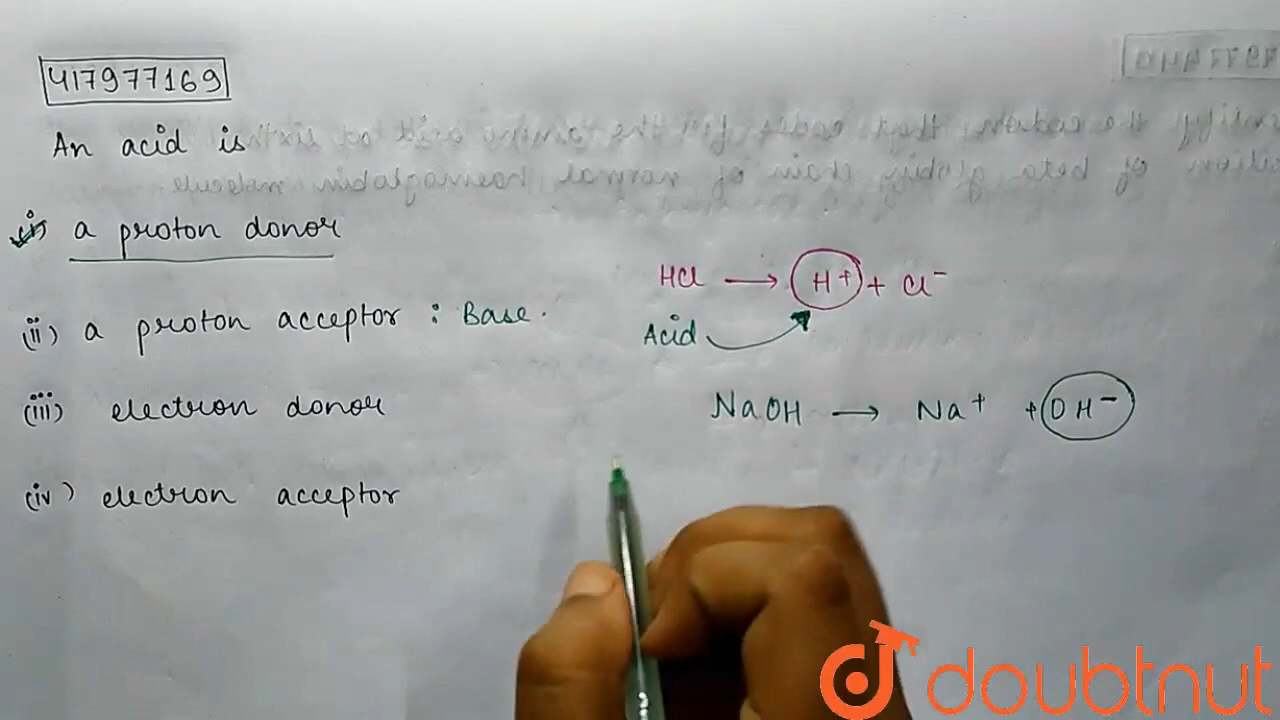 417977169
An acid is
(i) a proton donor
(ii) a proton acceptor : Base.
(iii) electron donor
(iv) electron acceptor
HCl ⟶ H+ + Cl-
Acid
NaOH ⟶ Na+ + OH-
doubtnut